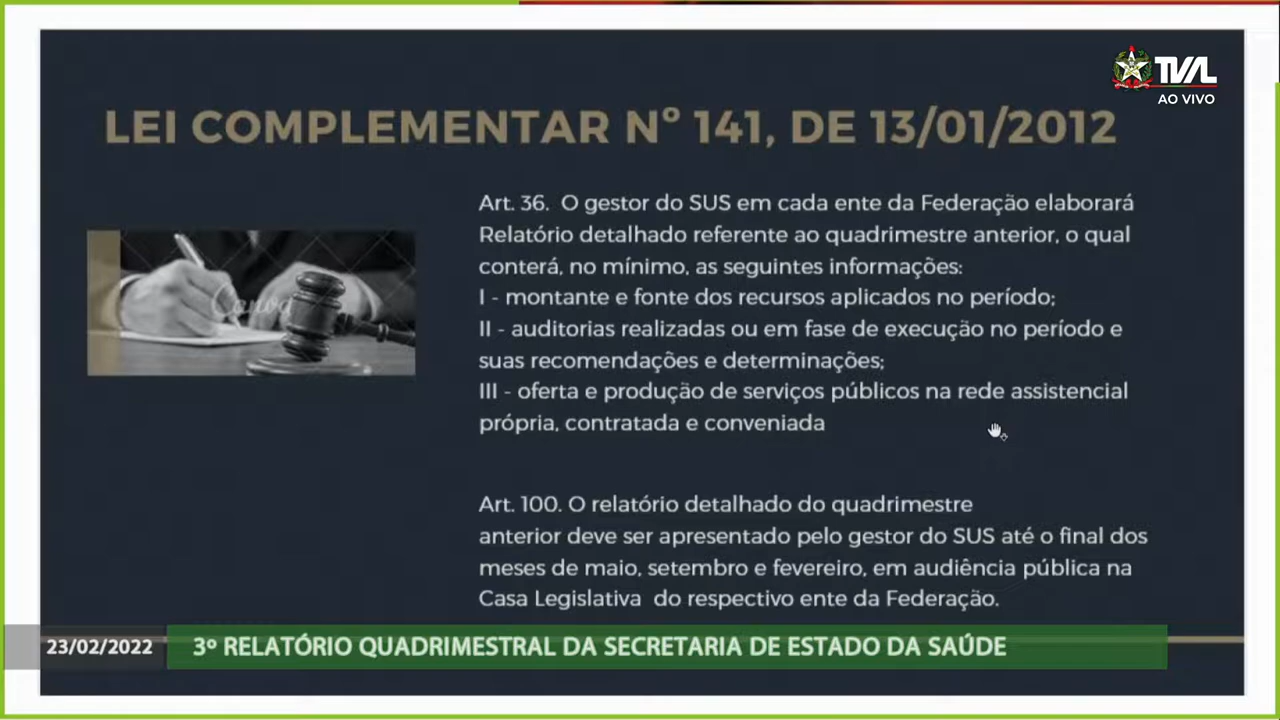 TVAL
AO VIVO
LEI COMPLEMENTAR Nº 141, DE 13/01/2012
Art. 36.  O gestor do SUS em cada ente da Federação elaborará
Relatório detalhado referente ao quadrimestre anterior, o qual
conterá, no mínimo, as seguintes informações:
I - montante e fonte dos recursos aplicados no período;
II - auditorias realizadas ou em fase de execução no período e
suas recomendações e determinações;
III - oferta e produção de serviços públicos na rede assistencial
própria, contratada e conveniada
Canva
Art. 100. O relatório detalhado do quadrimestre
anterior deve ser apresentado pelo gestor do SUS até o final dos
meses de maio, setembro e fevereiro, em audiência pública na
Casa Legislativa  do respectivo ente da Federação.
23/02/2022
3º RELATÓRIO QUADRIMESTRAL DA SECRETARIA DE ESTADO DA SAÚDE